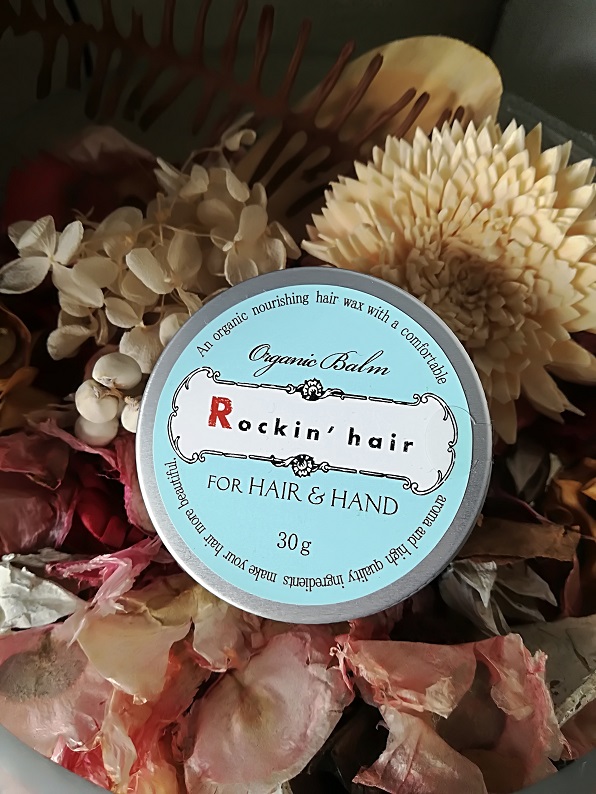 An organic nourishing hair wax with a comfortable
aroma and high quality ingredients make your hair more beautiful.
Organic Balm
Rockin' hair
FOR HAIR & HAND
30g